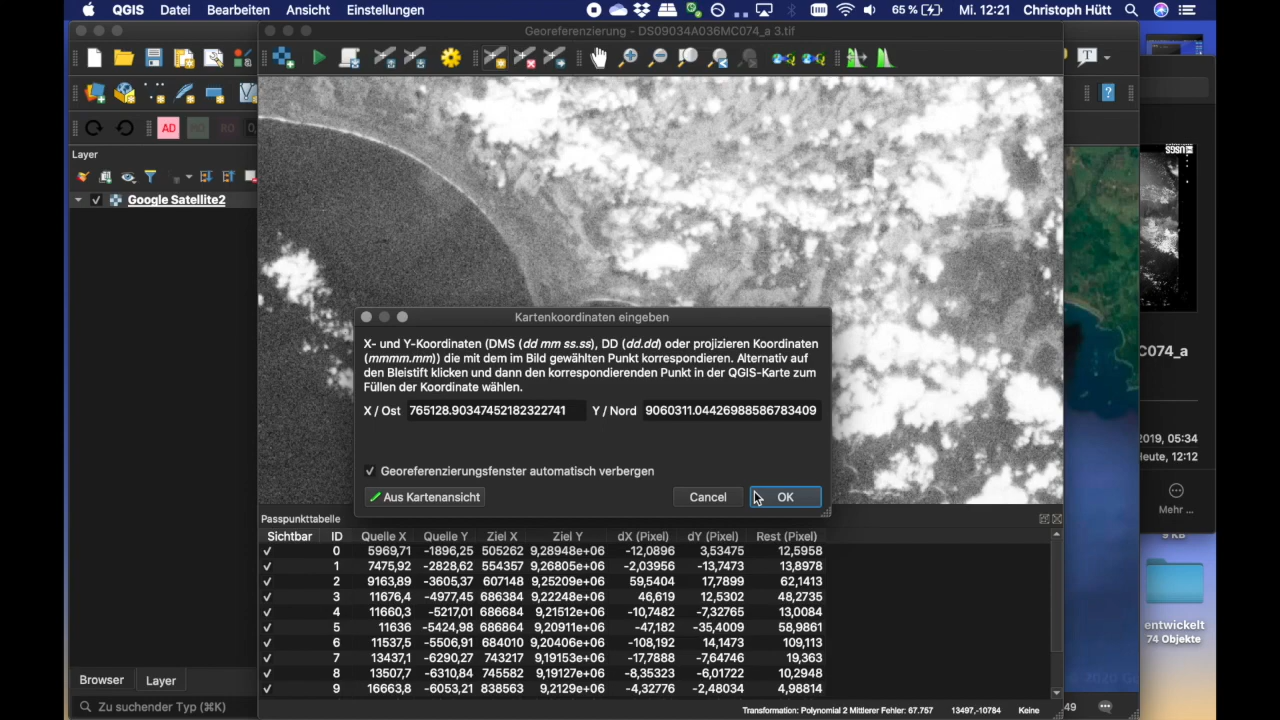 QGIS Datei Bearbeiten Ansicht Einstellungen 65 % Mi. 12:21 Christoph Hütt
Georeferenzierung - DS09034A036MC074_a 3.tif
AD
Layer
Google Satellite2
USGS
C074_a
2019, 05:34
Heute, 12:12
Mehr ...
9 KB
entwickelt
74 Objekte
Kartenkoordinaten eingeben
X- und Y-Koordinaten (DMS (dd mm ss.ss), DD (dd.dd) oder projizieren Koordinaten
(mmmm.mm)) die mit dem im Bild gewählten Punkt korrespondieren. Alternativ auf
den Bleistift klicken und dann den korrespondierenden Punkt in der QGIS-Karte zum
Füllen der Koordinate wählen.
X / Ost 765128.90347452182322741 Y / Nord 9060311.04426988586783409
Georeferenzierungsfenster automatisch verbergen
Aus Kartenansicht Cancel OK
Passpunkttabelle
Sichtbar ID Quelle X Quelle Y Ziel X Ziel Y dX (Pixel) dY (Pixel) Rest (Pixel)
0 5969,71 -1896,25 505262 9,28948e+06 -12,0896 3,53475 12,5958
1 7475,92 -2828,62 554357 9,26805e+06 -2,03956 -13,7473 13,8978
2 9163,89 -3605,37 607148 9,25209e+06 59,5404 17,7899 62,1413
3 11676,4 -4977,45 686384 9,22248e+06 46,619 12,5302 48,2735
4 11660,3 -5217,01 686684 9,21512e+06 -10,7482 -7,32765 13,0084
5 11636 -5424,98 686864 9,20911e+06 -47,182 -35,4009 58,9861
6 11537,5 -5506,91 684010 9,20406e+06 -108,192 14,1473 109,113
7 13437,1 -6290,27 743217 9,19153e+06 -17,7888 -7,64746 19,363
8 13507,7 -6310,84 745582 9,19127e+06 -8,35323 -6,01722 10,2948
9 16663,8 -6053,21 838563 9,2129e+06 -4,32776 -2,48034 4,98814
Browser Layer
Zu suchender Typ (⌘K)
Transformation: Polynomial 2 Mittlerer Fehler: 67.757 13497,-10784 Keine
49